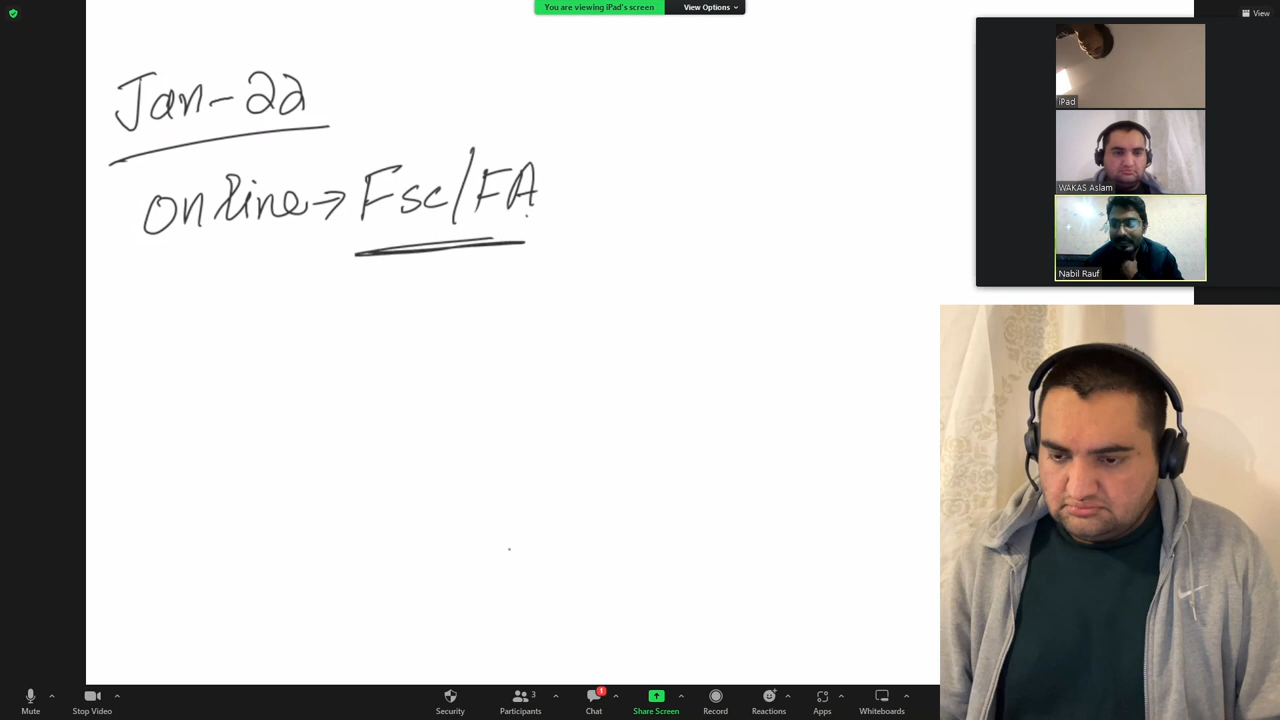 You are viewing iPad's screen
View Options
View
Jan-22
online→ Fsc/FA
iPad
WAKAS Aslam
Nabil Rauf
Mute
Stop Video
Security
Participants
3
Chat
1
Share Screen
Record
Reactions
Apps
Whiteboards